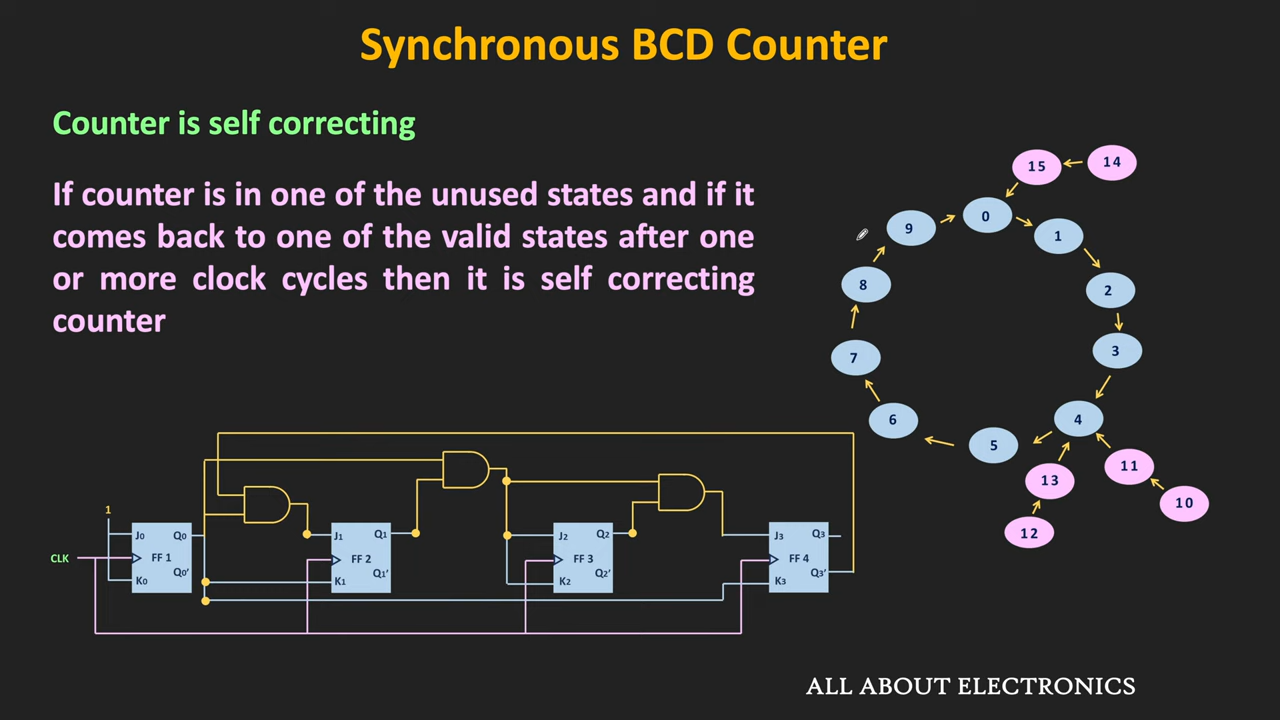 Synchronous BCD Counter
Counter is self correcting
If counter is in one of the unused states and if it
comes back to one of the valid states after one
or more clock cycles then it is self correcting
counter
15
14
9
0
1
8
2
7
3
6
5
4
11
13
10
12
1
J0 Q0
FF 1
Q0'
K0
CLK
J1 Q1
FF 2
Q1'
K1
J2 Q2
FF 3
Q2'
K2
J3 Q3
FF 4
Q3'
K3
ALL ABOUT ELECTRONICS